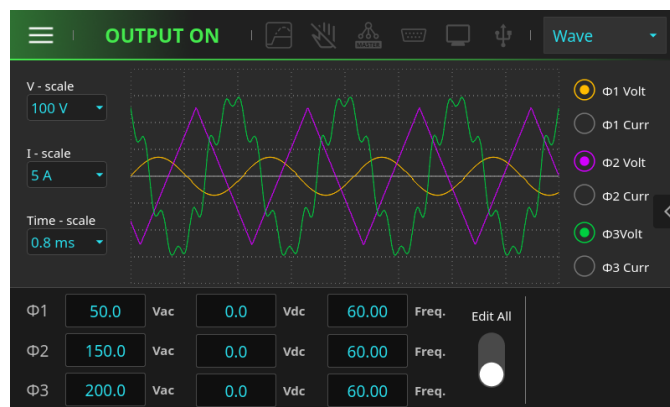 OUTPUT ON
MASTER
Wave
V - scale
100 V
I - scale
5 A
Time - scale
0.8 ms
Φ1 Volt
Φ1 Curr
Φ2 Volt
Φ2 Curr
Φ3Volt
Φ3 Curr
Φ1 50.0 Vac 0.0 Vdc 60.00 Freq.
Edit All
Φ2 150.0 Vac 0.0 Vdc 60.00 Freq.
Φ3 200.0 Vac 0.0 Vdc 60.00 Freq.